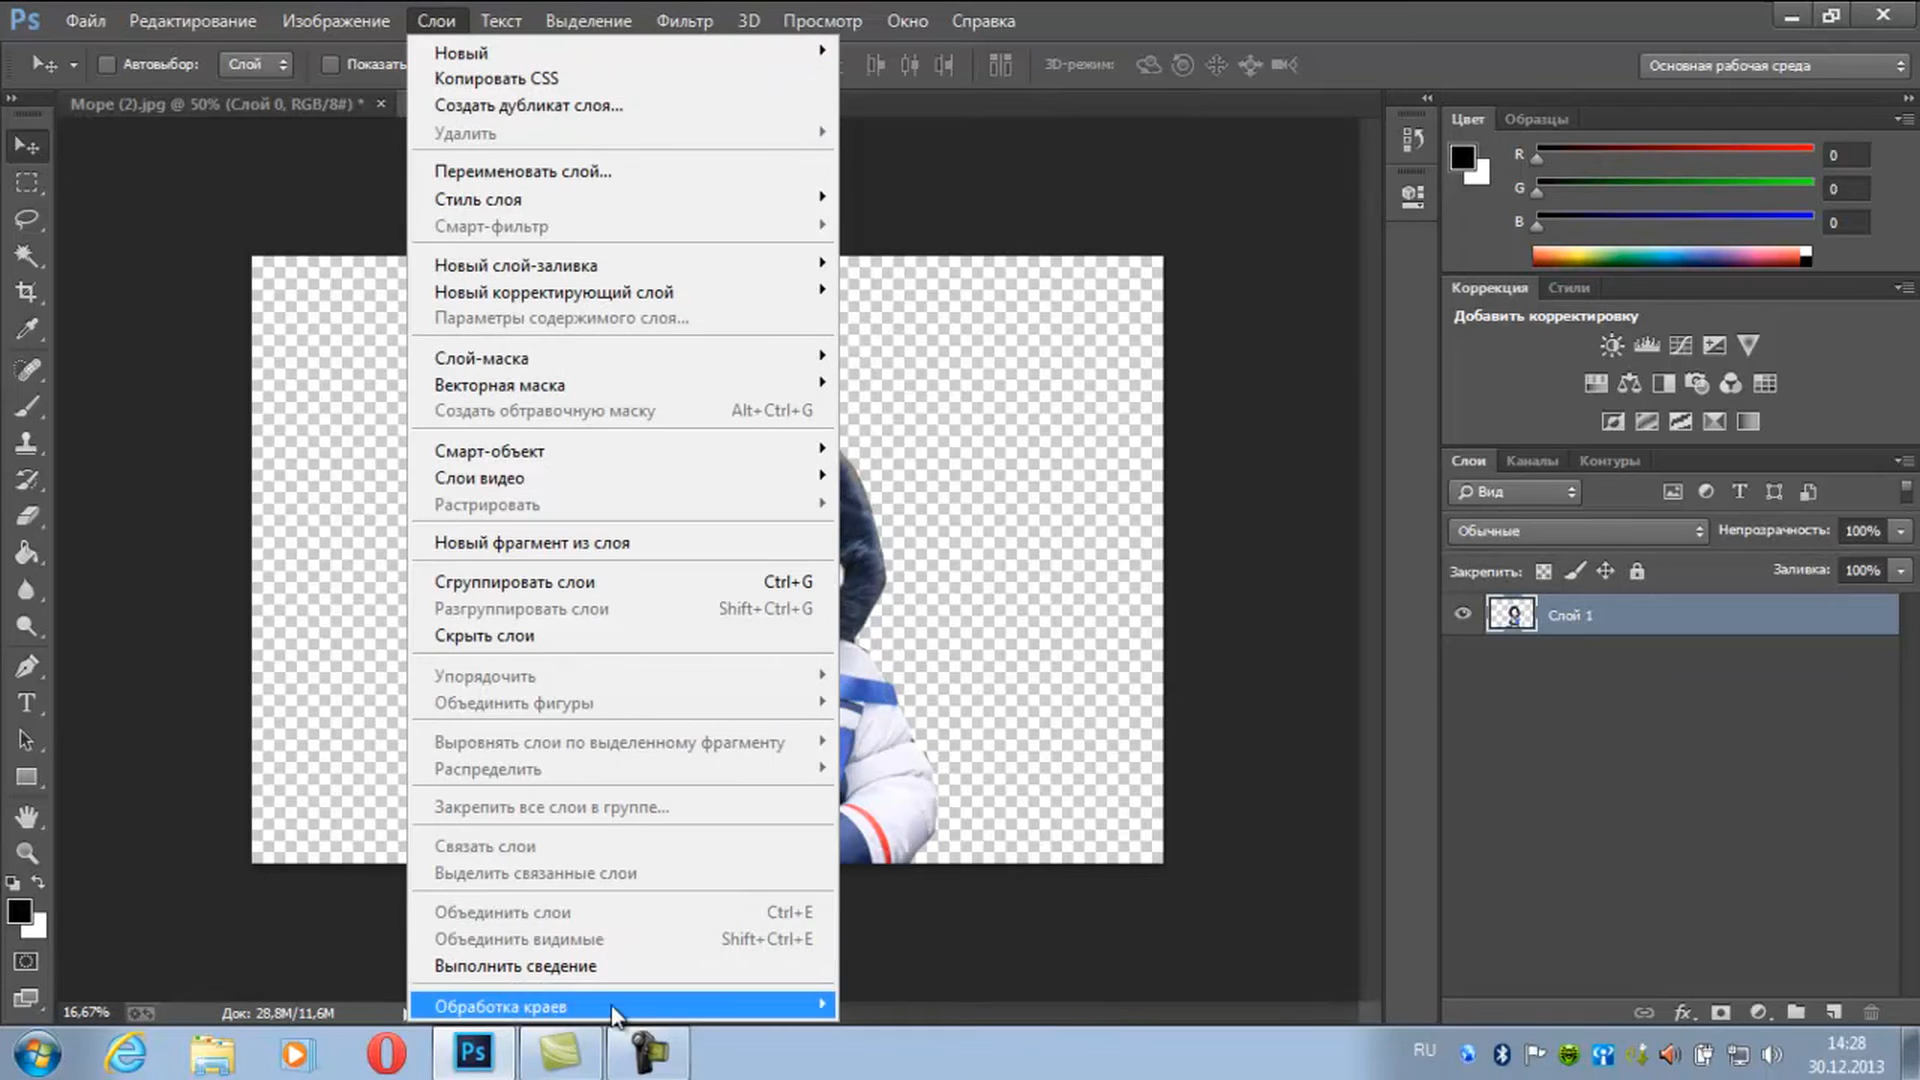 Ps Файл Редактирование Изображение Слои Текст Выделение Фильтр 3D Просмотр Окно Справка
Автовыбор: Слой Показать 3D-режим: Основная рабочая среда
Море (2).jpg @ 50% (Слой 0, RGB/8#) * ×
Новый
Копировать CSS
Создать дубликат слоя...
Удалить
Переименовать слой...
Стиль слоя
Смарт-фильтр
Новый слой-заливка
Новый корректирующий слой
Параметры содержимого слоя...
Слой-маска
Векторная маска
Создать обтравочную маску Alt+Ctrl+G
Смарт-объект
Слои видео
Растрировать
Новый фрагмент из слоя
Сгруппировать слои Ctrl+G
Разгруппировать слои Shift+Ctrl+G
Скрыть слои
Упорядочить
Объединить фигуры
Выровнять слои по выделенному фрагменту
Распределить
Закрепить все слои в группе...
Связать слои
Выделить связанные слои
Объединить слои Ctrl+E
Объединить видимые Shift+Ctrl+E
Выполнить сведение
Обработка краев
Цвет Образцы
R 0
G 0
B 0
Коррекция Стили
Добавить корректировку
Слои Каналы Контуры
Вид
Обычные Непрозрачность: 100%
Закрепить: Заливка: 100%
Слой 1
16,67% Док: 28,8M/11,6M
Ps
RU
14:28
30.12.2013